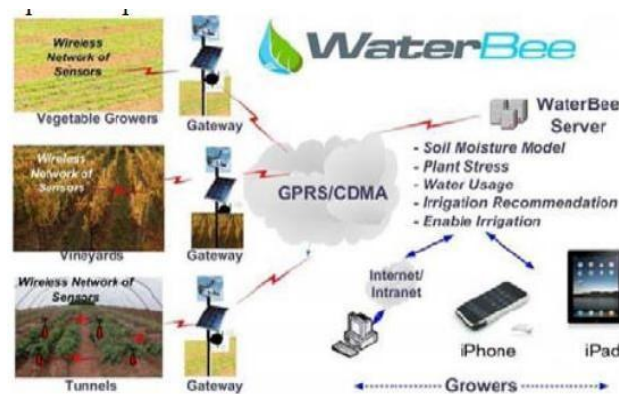 WaterBee
Wireless
Network of
Sensors
Vegetable Growers
Gateway
Wireless
Network of
Sensors
Vineyards
Gateway
Wireless Network of
Sensors
Tunnels
Gateway
GPRS/CDMA
WaterBee
Server
- Soil Moisture Model
- Plant Stress
- Water Usage
- Irrigation Recommendation
- Enable Irrigation
Internet/
Intranet
iPhone
iPad
Growers